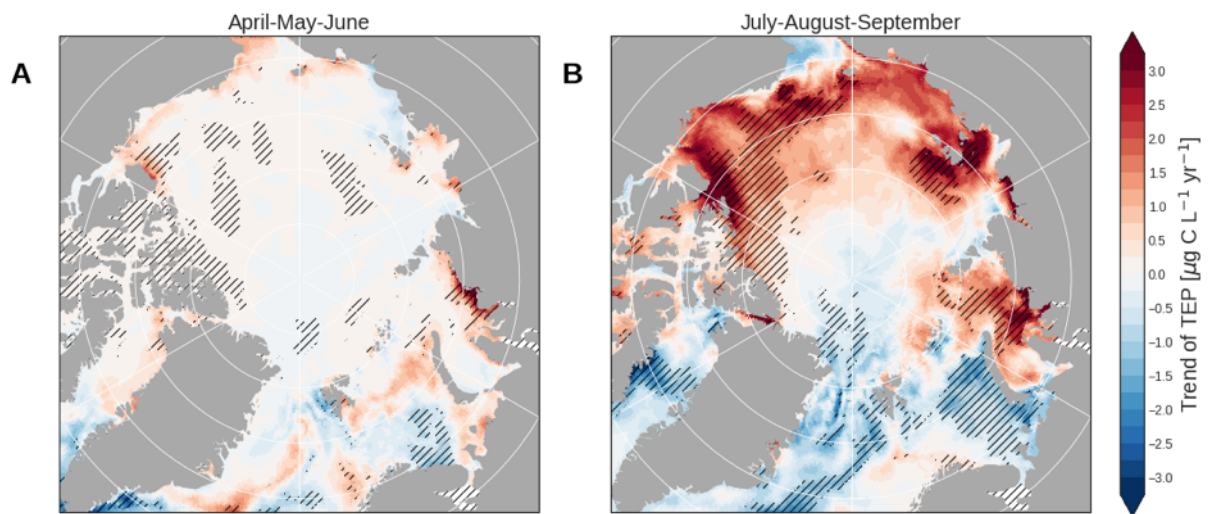 April-May-June
July-August-September
A
B
3.0
2.5
2.0
1.5
1.0
0.5
0.0
−0.5
−1.0
−1.5
−2.0
−2.5
−3.0
Trend of TEP [μg C L⁻¹ yr⁻¹]